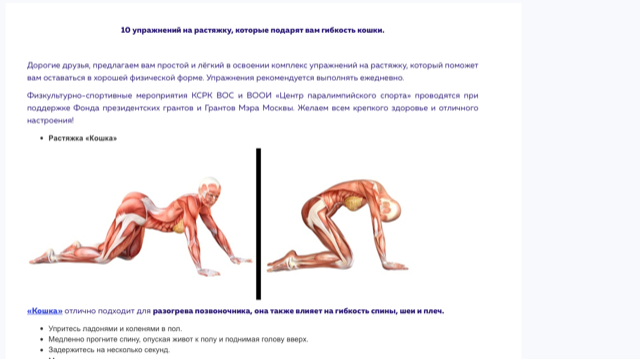 10 упражнений на растяжку, которые подарят вам гибкость кошки.
Дорогие друзья, предлагаем вам простой и лёгкий в освоении комплекс упражнений на растяжку, который поможет
вам оставаться в хорошей физической форме. Упражнения рекомендуется выполнять ежедневно.
Физкультурно-спортивные мероприятия КСРК ВОС и ВООИ «Центр паралимпийского спорта» проводятся при
поддержке Фонда президентских грантов и Грантов Мэра Москвы. Желаем всем крепкого здоровье и отличного
настроения!
• Растяжка «Кошка»
«Кошка» отлично подходит для разогрева позвоночника, она также влияет на гибкость спины, шеи и плеч.
• Упритесь ладонями и коленями в пол.
• Медленно прогните спину, опуская живот к полу и поднимая голову вверх.
• Задержитесь на несколько секунд.